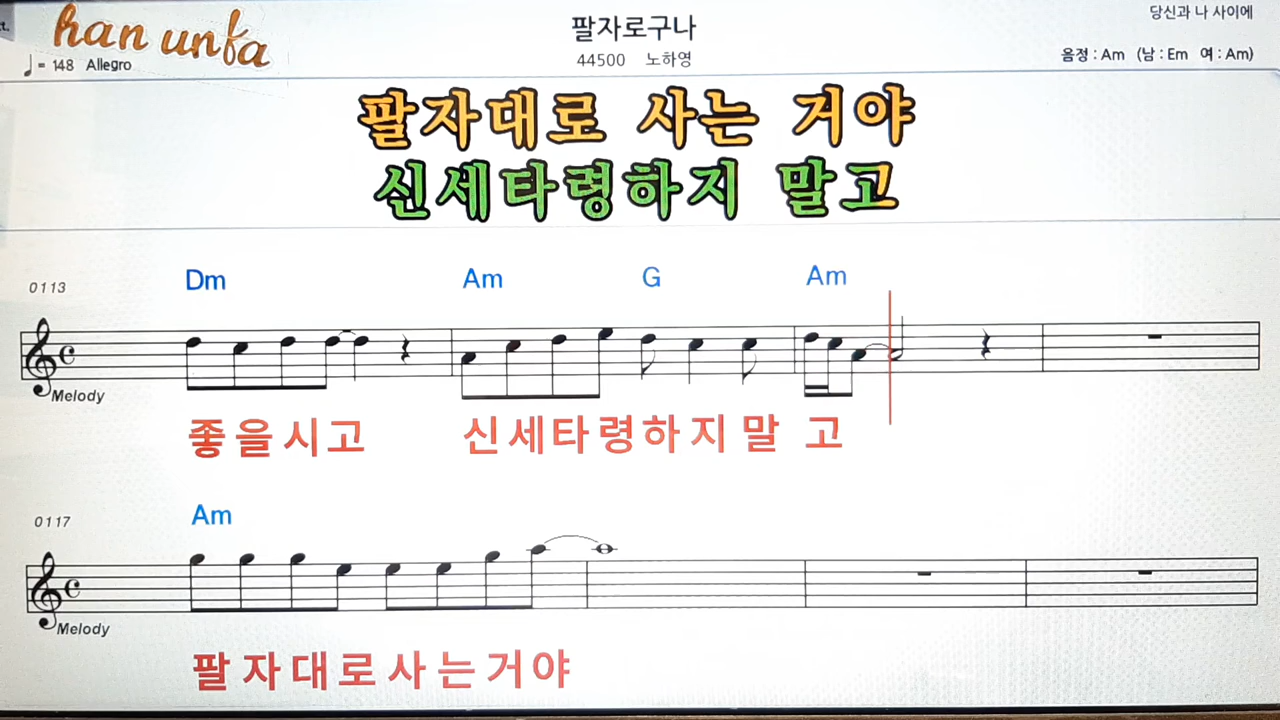 han unfa
♩= 148 Allegro
팔자로구나
44500 노하영
당신과 나 사이에
음정 : Am (남 : Em 여 : Am)
팔자대로 사는 거야
신세타령하지 말고
0113
Dm Am G Am
Melody
좋을시고 신세타령하지말 고
0117
Am
Melody
팔자대로사는거야